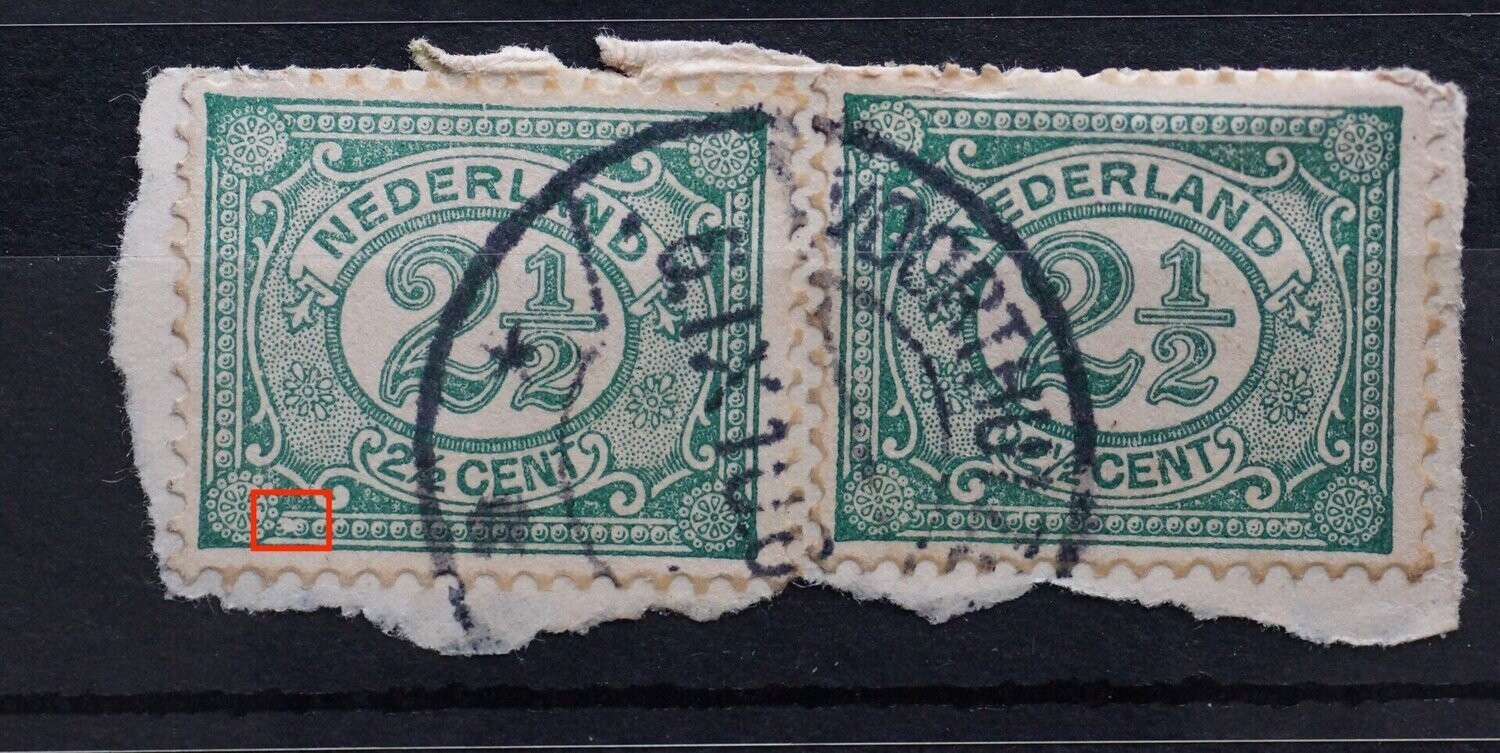 NEDERLAND
2 1/2
2½ CENT
NEDERLAND
2 1/2
2½ CENT